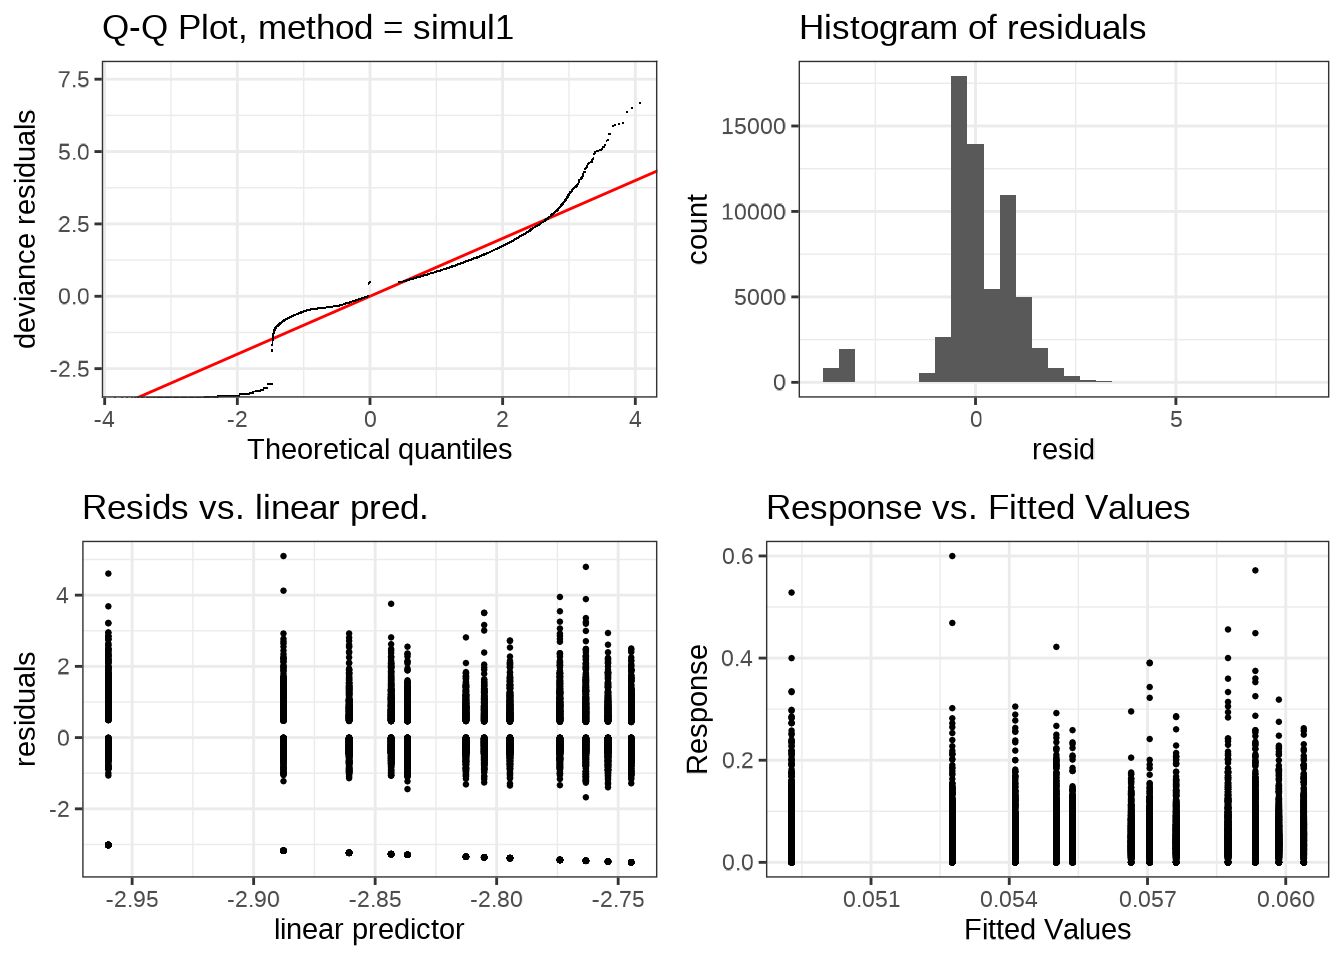 Q-Q Plot, method = simul1
7.5
5.0
2.5
0.0
-2.5
deviance residuals
-4 -2 0 2 4
Theoretical quantiles
Histogram of residuals
15000
10000
5000
0
count
0 5
resid
Resids vs. linear pred.
4
2
0
-2
residuals
-2.95 -2.90 -2.85 -2.80 -2.75
linear predictor
Response vs. Fitted Values
0.6
0.4
0.2
0.0
Response
0.051 0.054 0.057 0.060
Fitted Values